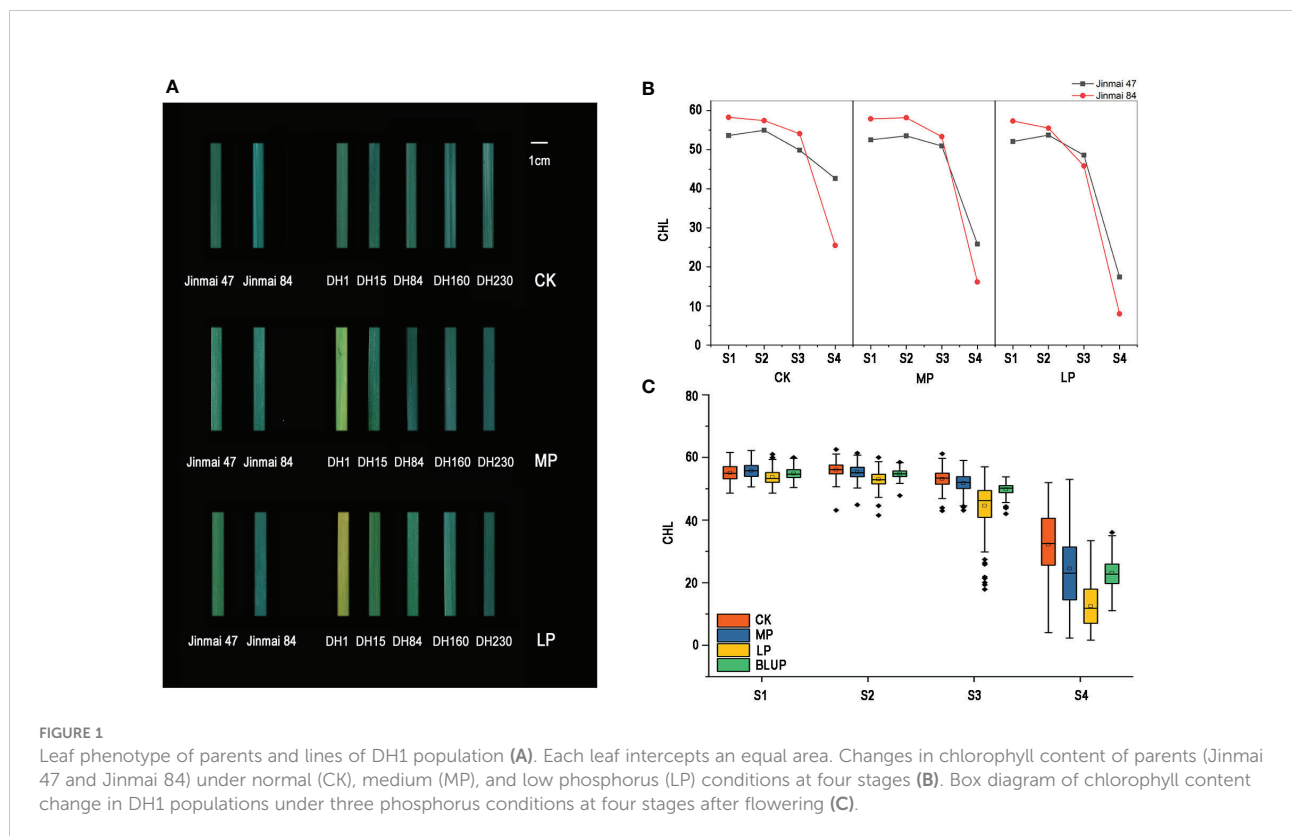 A
1cm
Jinmai 47 Jinmai 84 DH1 DH15 DH84 DH160 DH230 CK
Jinmai 47 Jinmai 84 DH1 DH15 DH84 DH160 DH230 MP
Jinmai 47 Jinmai 84 DH1 DH15 DH84 DH160 DH230 LP
B
Jinmai 47
Jinmai 84
60
50
40
30
20
10
0
CHL
S1 S2 S3 S4 S1 S2 S3 S4 S1 S2 S3 S4
CK MP LP
C
80
60
40
20
0
CHL
CK
MP
LP
BLUP
S1 S2 S3 S4
FIGURE 1
Leaf phenotype of parents and lines of DH1 population (A). Each leaf intercepts an equal area. Changes in chlorophyll content of parents (Jinmai
47 and Jinmai 84) under normal (CK), medium (MP), and low phosphorus (LP) conditions at four stages (B). Box diagram of chlorophyll content
change in DH1 populations under three phosphorus conditions at four stages after flowering (C).